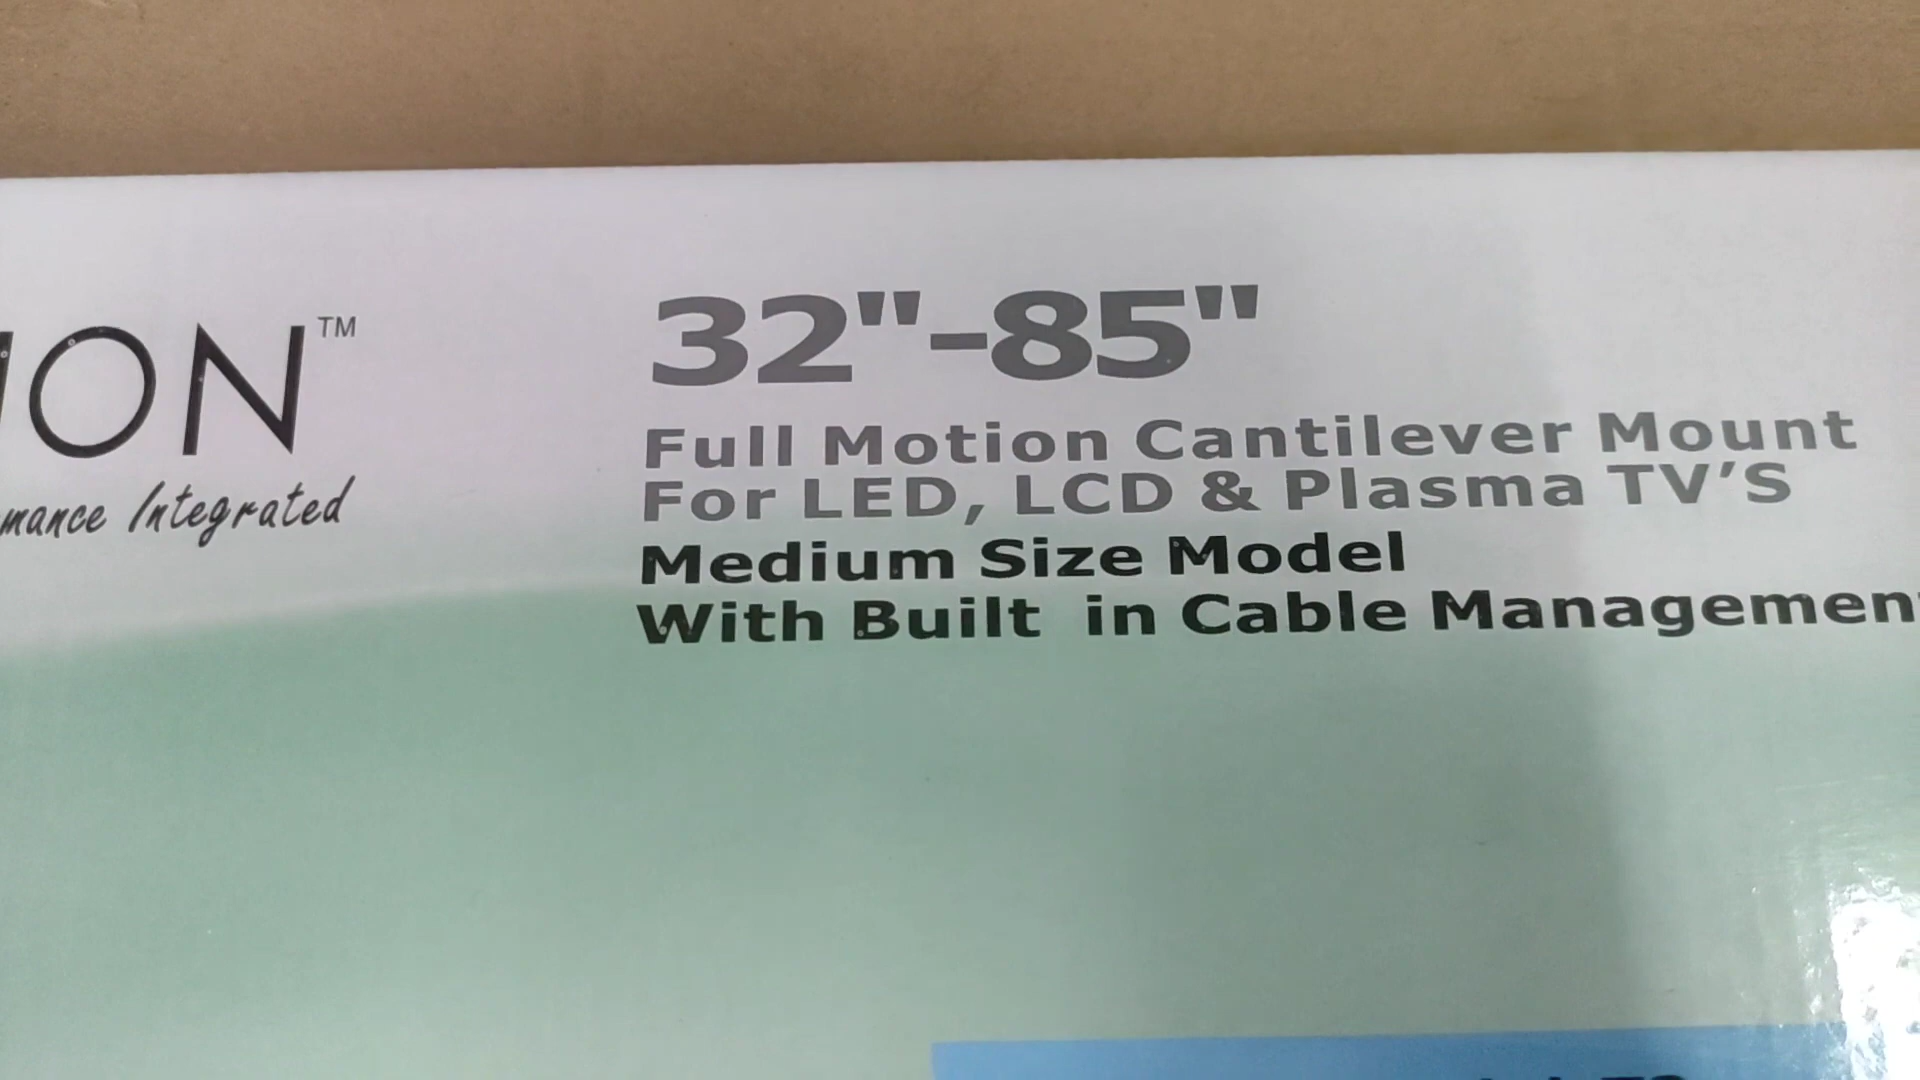 ION™
mance Integrated
32"-85"
Full Motion Cantilever Mount
For LED, LCD & Plasma TV'S
Medium Size Model
With Built in Cable Managemen